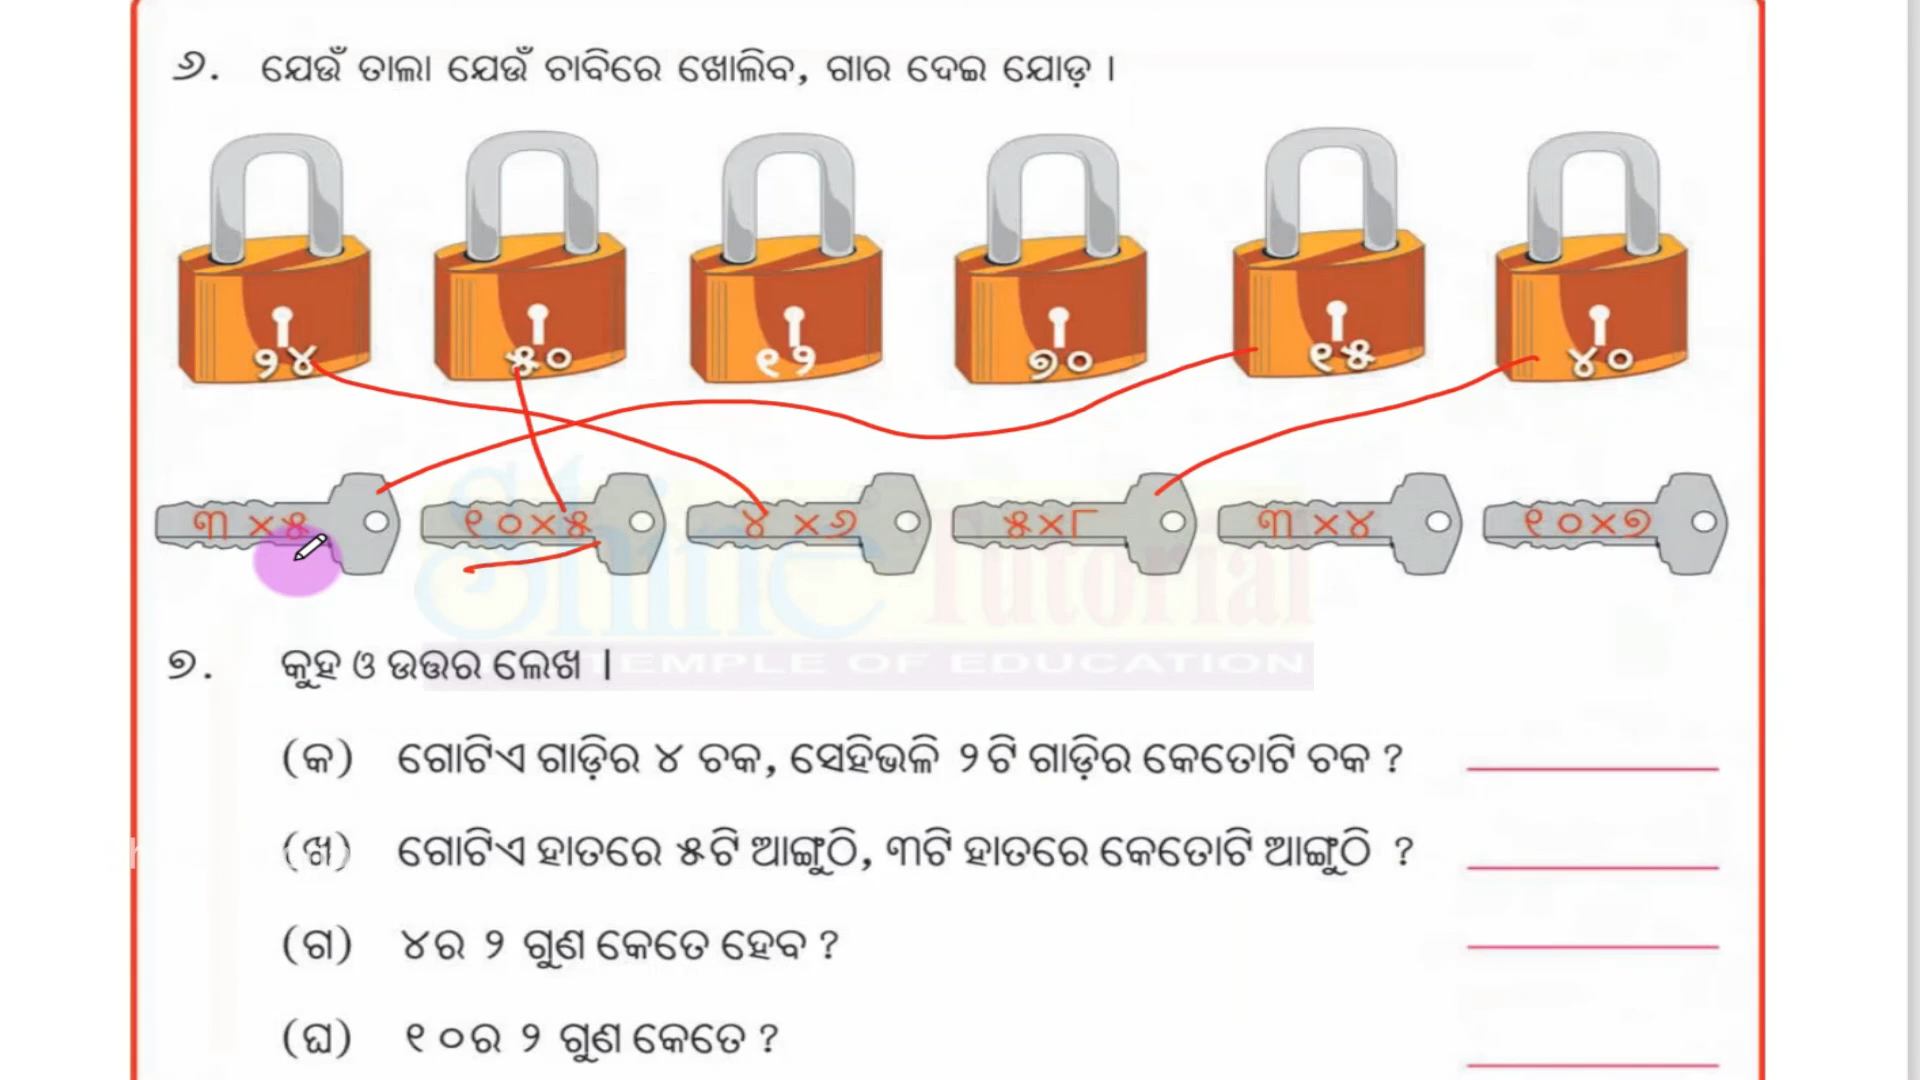 ୬. ଯେଉଁ ତାଲା ଯେଉଁ ଚାବିରେ ଖୋଲିବ, ଗାର ଦେଇ ଯୋଡ଼ ।
୨୪ ୫୦ ୧୨ ୭୦ ୧୫ ୪୦
୩ × ୫ ୧୦×୫ ୪ ×୬ ୫×୮ ୩ ×୪ ୧୦×୭
Shine Tutorial
TEMPLE OF EDUCATION
୭. କୁହ ଓ ଉତ୍ତର ଲେଖ ।
(କ) ଗୋଟିଏ ଗାଡ଼ିର ୪ ଚକ, ସେହିଭଳି ୨ଟି ଗାଡ଼ିର କେତୋଟି ଚକ ?
(ଖ) ଗୋଟିଏ ହାତରେ ୫ଟି ଆଙ୍ଗୁଠି, ୩ଟି ହାତରେ କେତୋଟି ଆଙ୍ଗୁଠି ?
(ଗ) ୪ର ୨ ଗୁଣ କେତେ ହେବ ?
(ଘ) ୧୦ର ୨ ଗୁଣ କେତେ ?